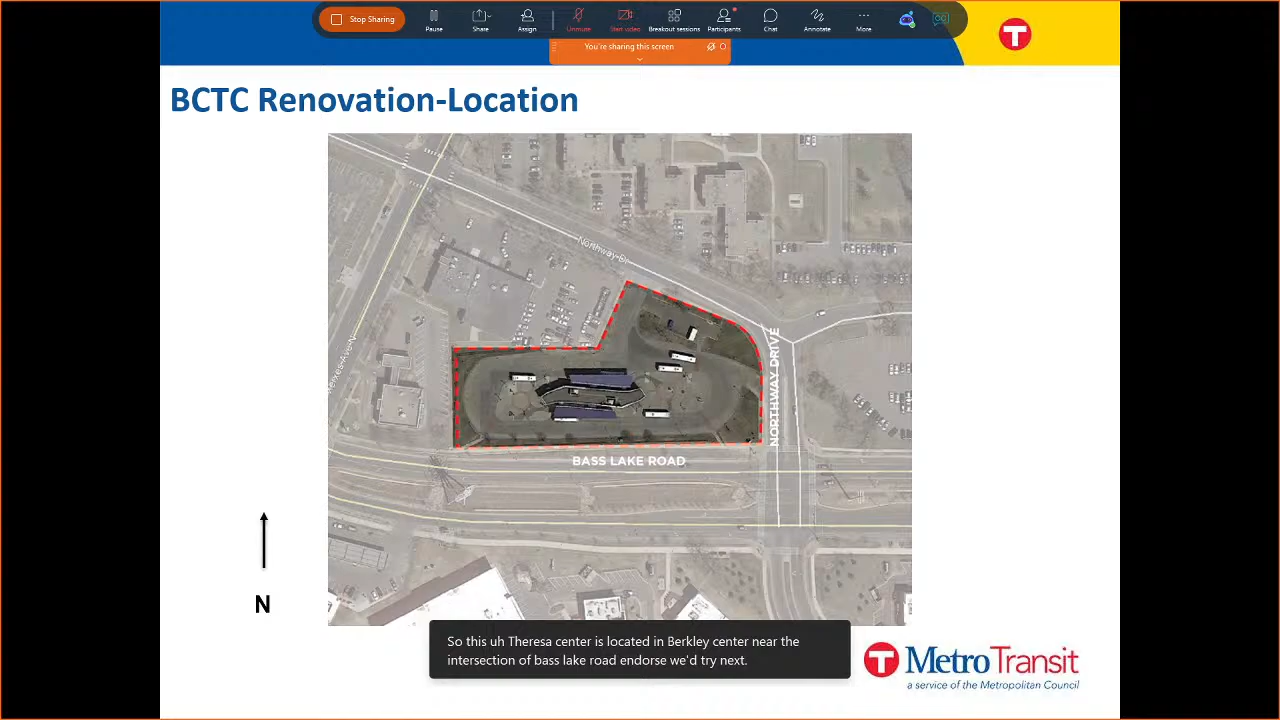 Stop Sharing
Pause
Share
Assign
Unmute
Start video
Breakout sessions
Participants
Chat
Annotate
More
CC
You're sharing this screen
T
BCTC Renovation-Location
Northway Dr
NORTHWAY DRIVE
BASS LAKE ROAD
N
So this uh Theresa center is located in Berkley center near the
intersection of bass lake road endorse we'd try next.
T MetroTransit
a service of the Metropolitan Council